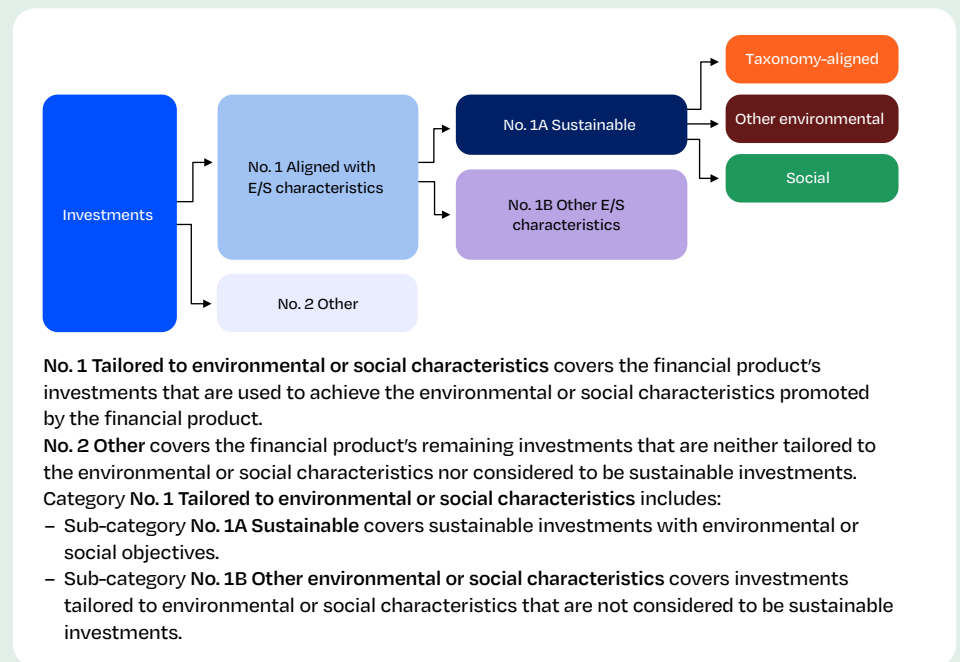 Taxonomy-aligned
No. 1A Sustainable
Other environmental
No. 1 Aligned with
E/S characteristics
Social
Investments
No. 1B Other E/S
characteristics
No. 2 Other
No. 1 Tailored to environmental or social characteristics covers the financial product’s
investments that are used to achieve the environmental or social characteristics promoted
by the financial product.
No. 2 Other covers the financial product’s remaining investments that are neither tailored to
the environmental or social characteristics nor considered to be sustainable investments.
Category No. 1 Tailored to environmental or social characteristics includes:
– Sub-category No. 1A Sustainable covers sustainable investments with environmental or
social objectives.
– Sub-category No. 1B Other environmental or social characteristics covers investments
tailored to environmental or social characteristics that are not considered to be sustainable
investments.